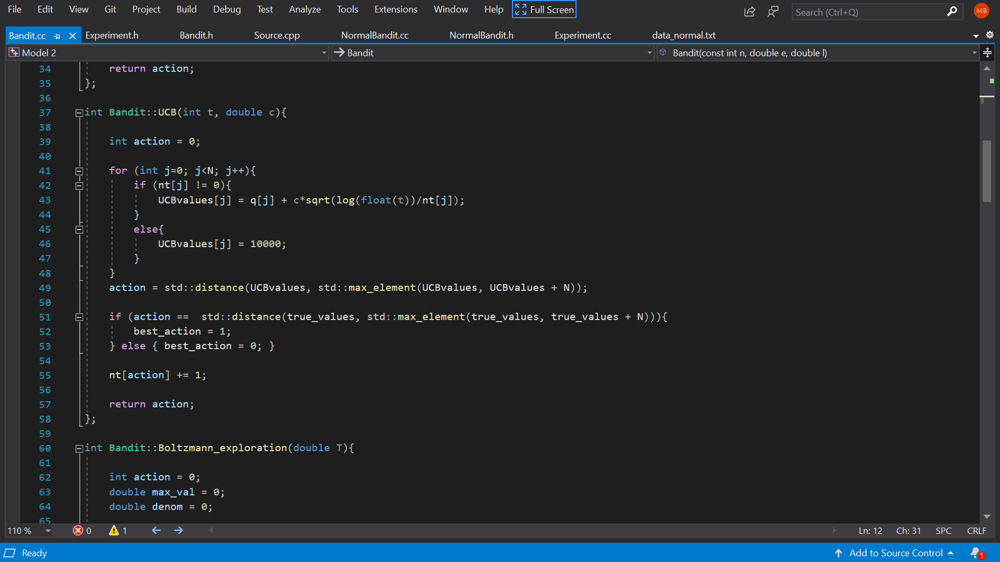 File Edit View Git Project Build Debug Test Analyze Tools Extensions Window Help Full Screen Search (Ctrl+Q) MB
Bandit.cc Experiment.h Bandit.h Source.cpp NormalBandit.cc NormalBandit.h Experiment.cc data_normal.txt
Model 2 Bandit Bandit(const int n, double e, double l)
34 return action;
35 };
36
37 int Bandit::UCB(int t, double c){
38
39 int action = 0;
40
41 for (int j=0; j<N; j++){
42 if (nt[j] != 0){
43 UCBvalues[j] = q[j] + c*sqrt(log(float(t))/nt[j]);
44 }
45 else{
46 UCBvalues[j] = 10000;
47 }
48 }
49 action = std::distance(UCBvalues, std::max_element(UCBvalues, UCBvalues + N));
50
51 if (action ==  std::distance(true_values, std::max_element(true_values, true_values + N))){
52 best_action = 1;
53 } else { best_action = 0; }
54
55 nt[action] += 1;
56
57 return action;
58 };
59
60 int Bandit::Boltzmann_exploration(double T){
61
62 int action = 0;
63 double max_val = 0;
64 double denom = 0;
65
110 % 0 1 Ln: 12 Ch: 31 SPC CRLF
Ready Add to Source Control 1